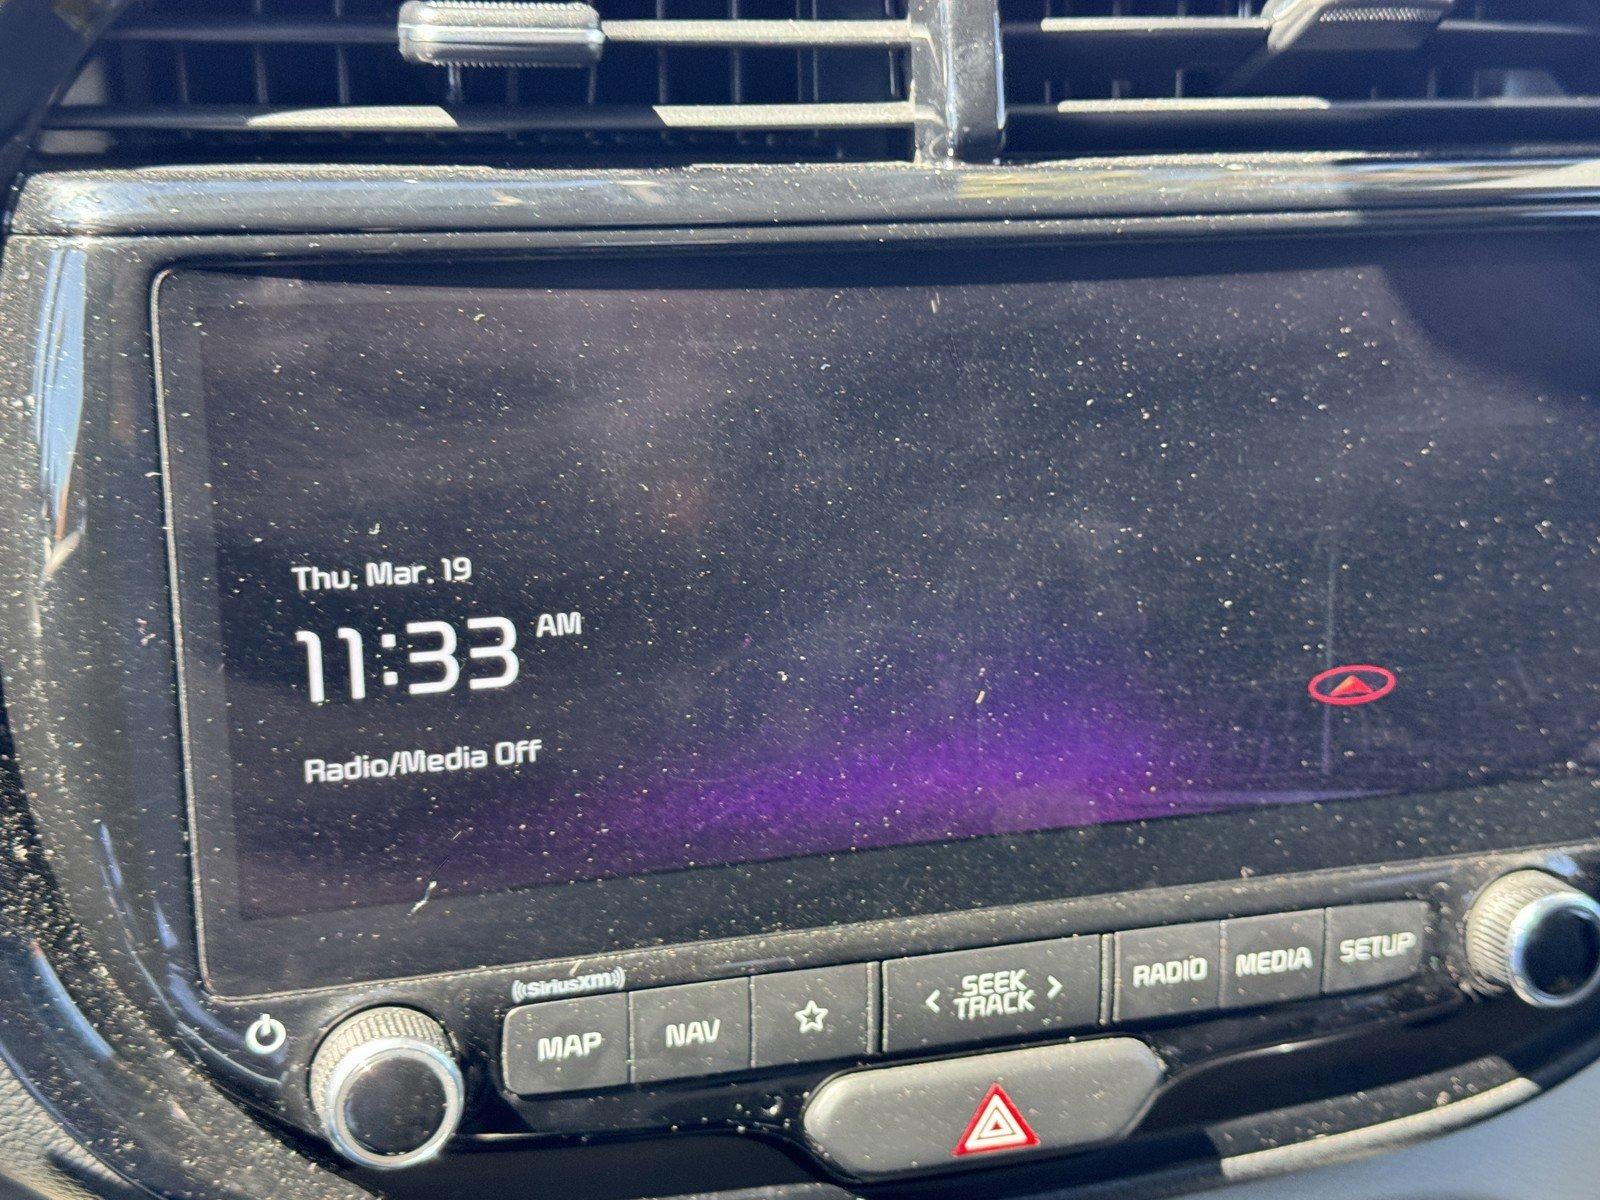 Thu, Mar. 19
11:33 AM
Radio/Media Off
((SiriusXM))
MAP
NAV
< SEEK >
TRACK
RADIO
MEDIA
SETUP